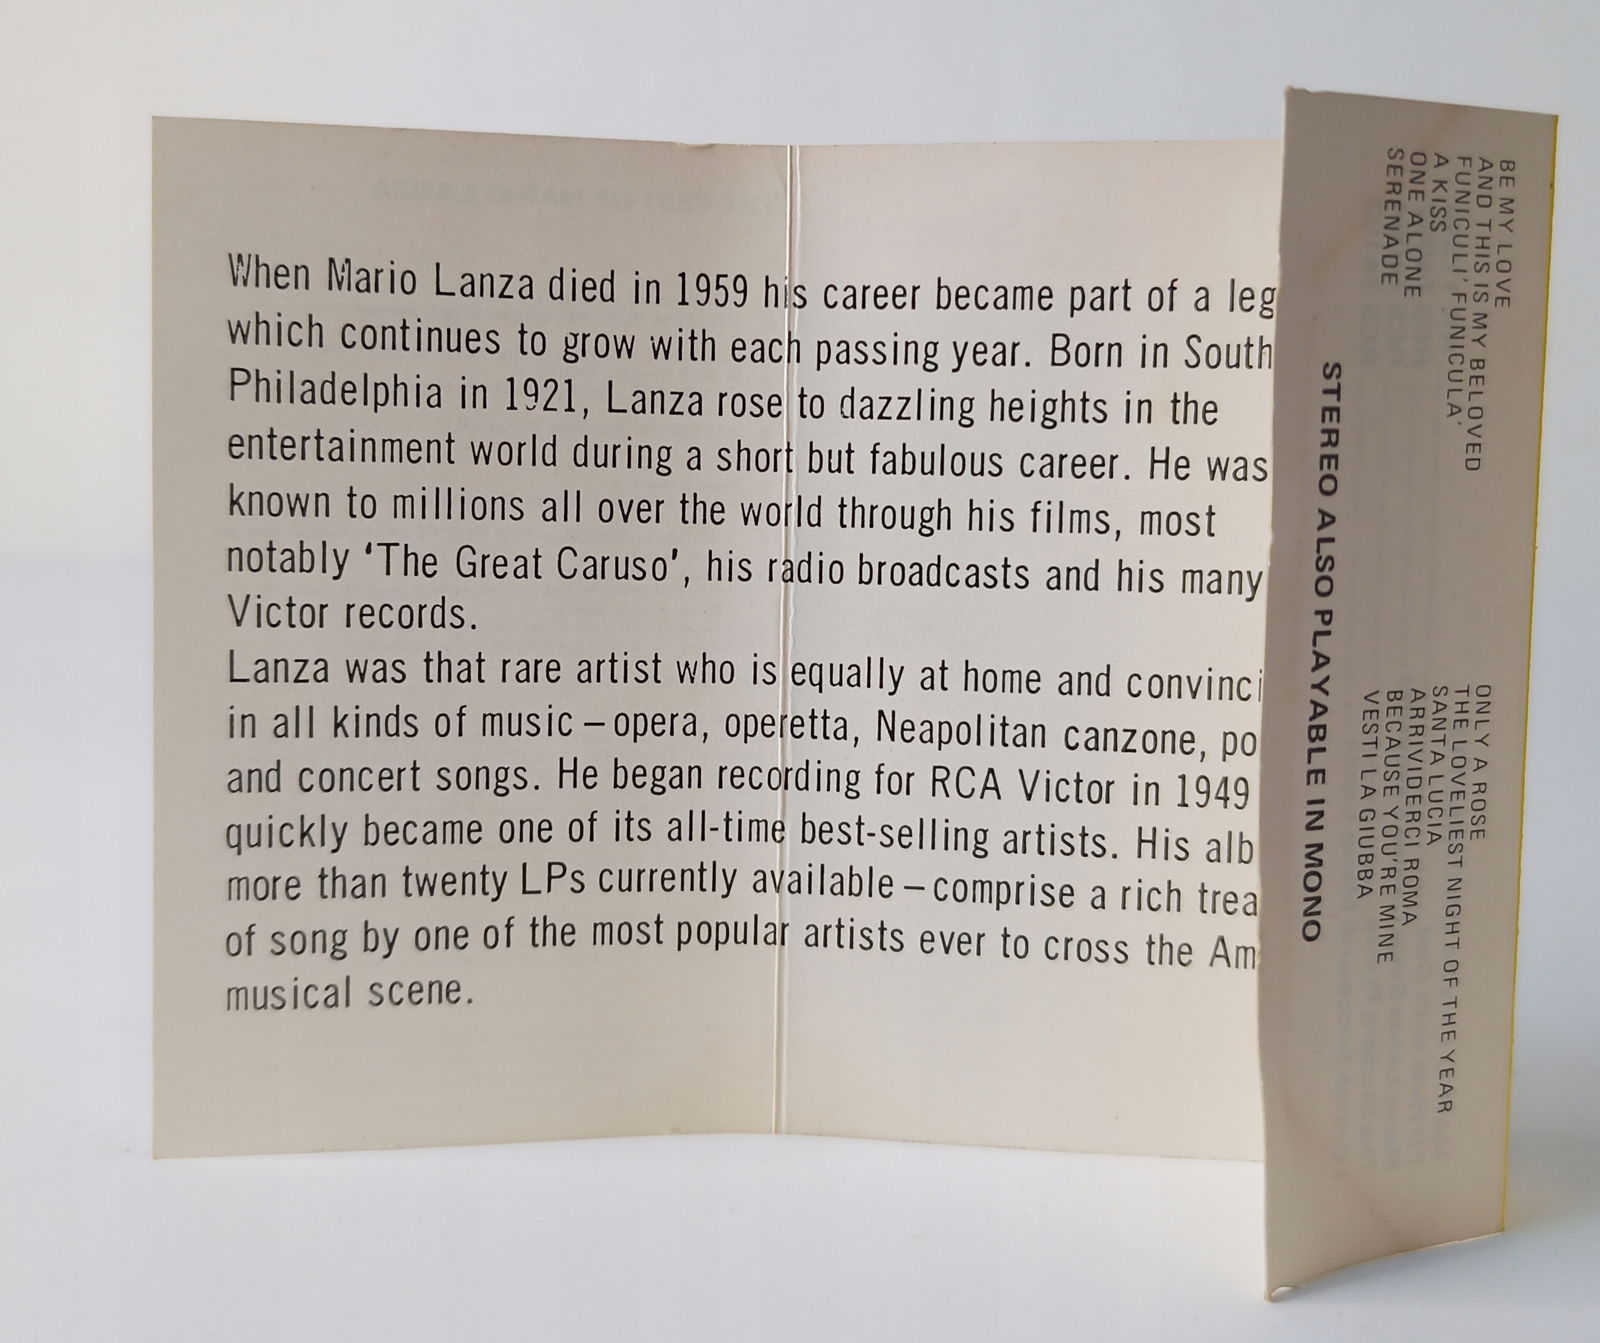 When Mario Lanza died in 1959 his career became part of a leg
which continues to grow with each passing year. Born in South
Philadelphia in 1921, Lanza rose to dazzling heights in the
entertainment world during a short but fabulous career. He was
known to millions all over the world through his films, most
notably ‘The Great Caruso’, his radio broadcasts and his many
Victor records.
Lanza was that rare artist who is equally at home and convinci
in all kinds of music – opera, operetta, Neapolitan canzone, po
and concert songs. He began recording for RCA Victor in 1949
quickly became one of its all-time best-selling artists. His alb
more than twenty LPs currently available – comprise a rich trea
of song by one of the most popular artists ever to cross the Am
musical scene.
BE MY LOVE
AND THIS IS MY BELOVED
FUNICULI' FUNICULA'
A KISS
ONE ALONE
SERENADE
ONLY A ROSE
THE LOVELIEST NIGHT OF THE YEAR
SANTA LUCIA
ARRIVIDERCI ROMA
BECAUSE YOU'RE MINE
VESTI LA GIUBBA
STEREO ALSO PLAYABLE IN MONO